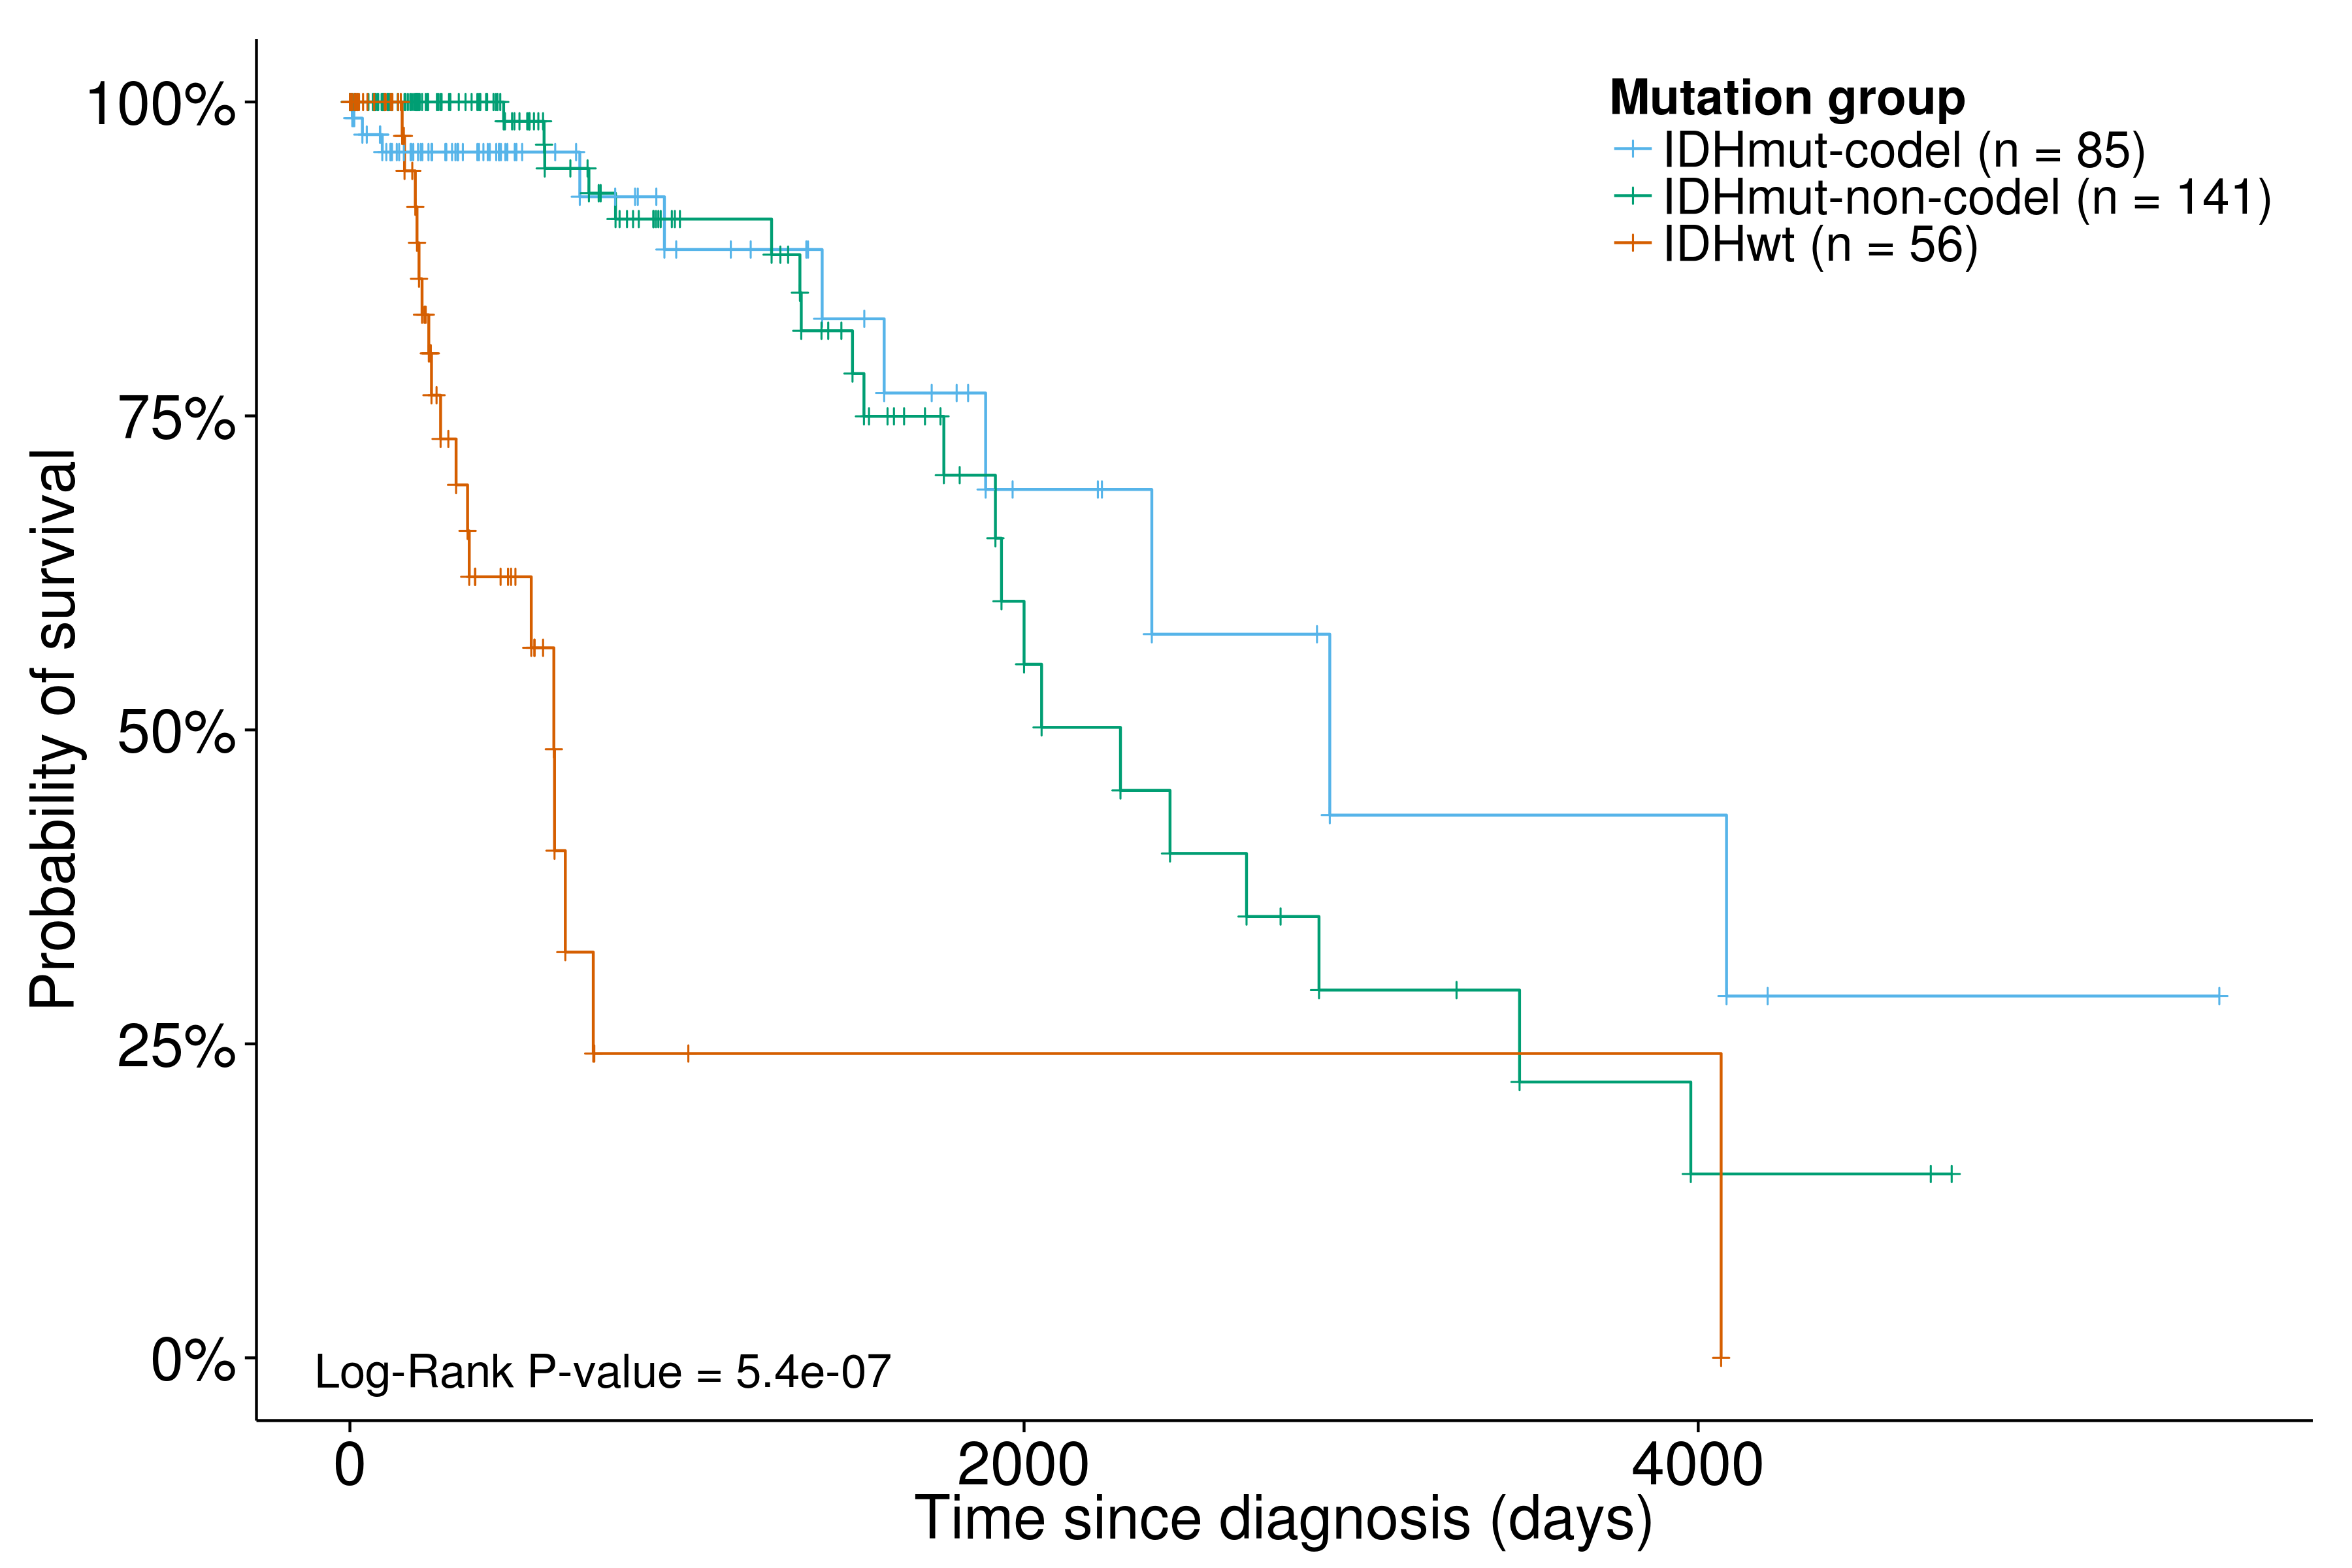 Mutation group
IDHmut-codel (n = 85)
IDHmut-non-codel (n = 141)
IDHwt (n = 56)
100%
75%
50%
25%
0%
Probability of survival
Log-Rank P-value = 5.4e-07
0
2000
4000
Time since diagnosis (days)